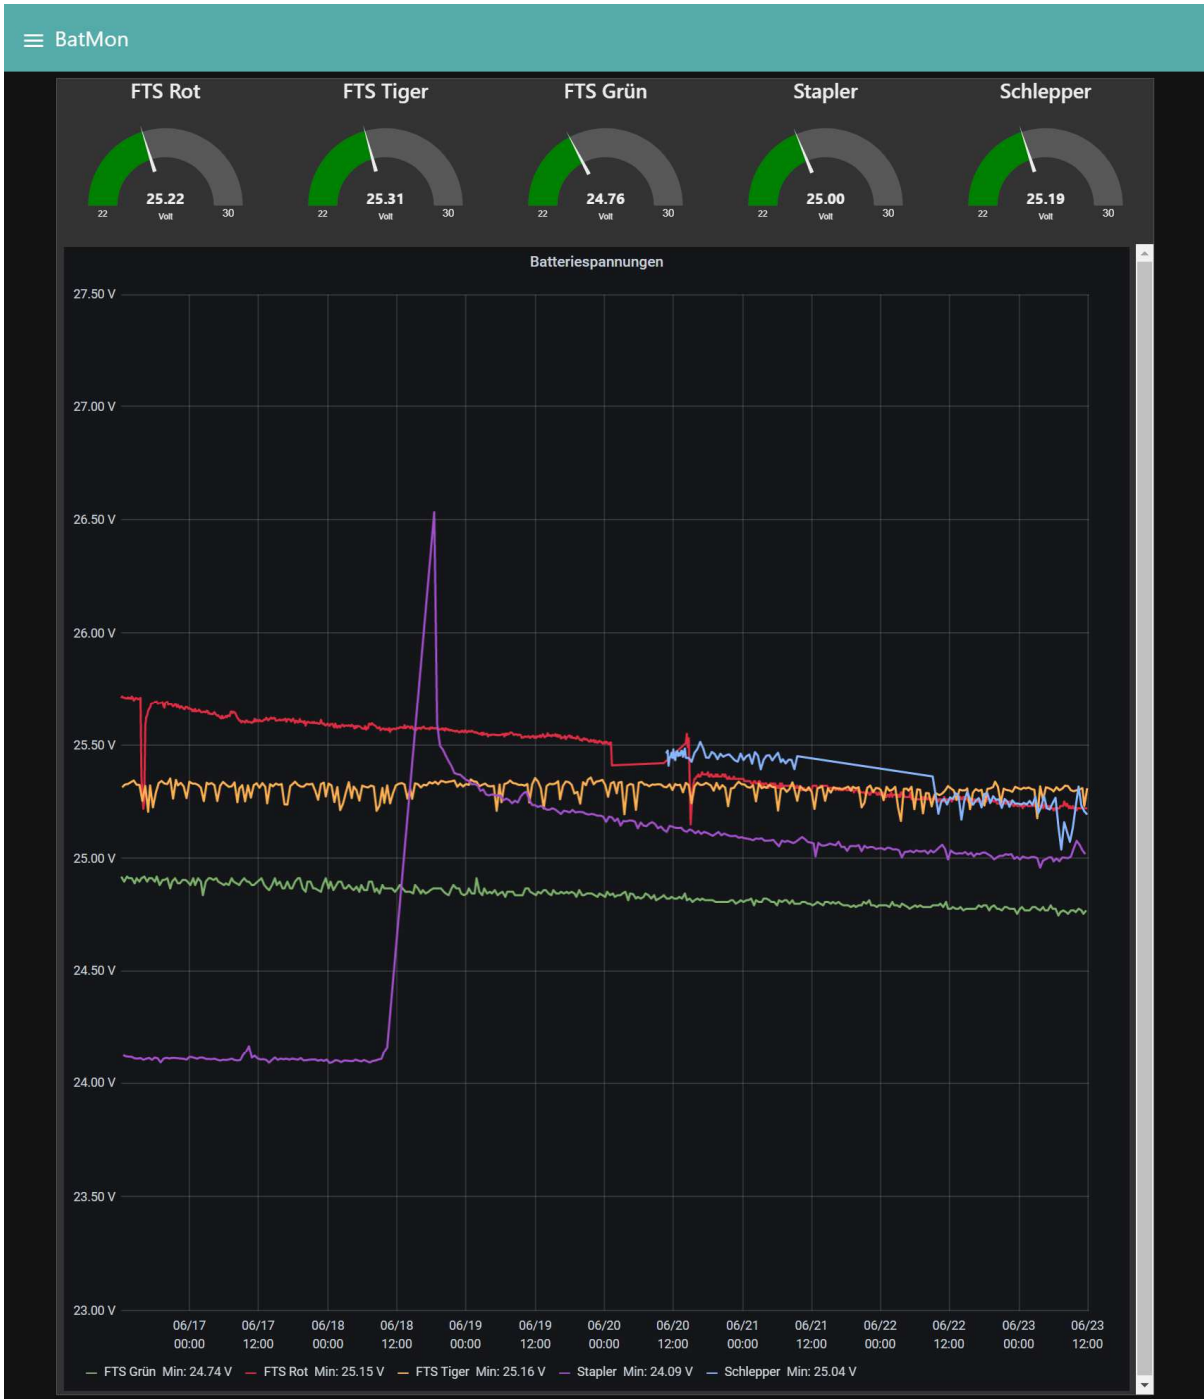 BatMon
FTS Rot FTS Tiger FTS Grün Stapler Schlepper
25.22 25.31 24.76 25.00 25.19
22 Volt 30 22 Volt 30 22 Volt 30 22 Volt 30 22 Volt 30
Batteriespannungen
27.50 V
27.00 V
26.50 V
26.00 V
25.50 V
25.00 V
24.50 V
24.00 V
23.50 V
23.00 V
06/17 06/17 06/18 06/18 06/19 06/19 06/20 06/20 06/21 06/21 06/22 06/22 06/23 06/23
00:00 12:00 00:00 12:00 00:00 12:00 00:00 12:00 00:00 12:00 00:00 12:00 00:00 12:00
FTS Grün Min: 24.74 V FTS Rot Min: 25.15 V FTS Tiger Min: 25.16 V Stapler Min: 24.09 V Schlepper Min: 25.04 V